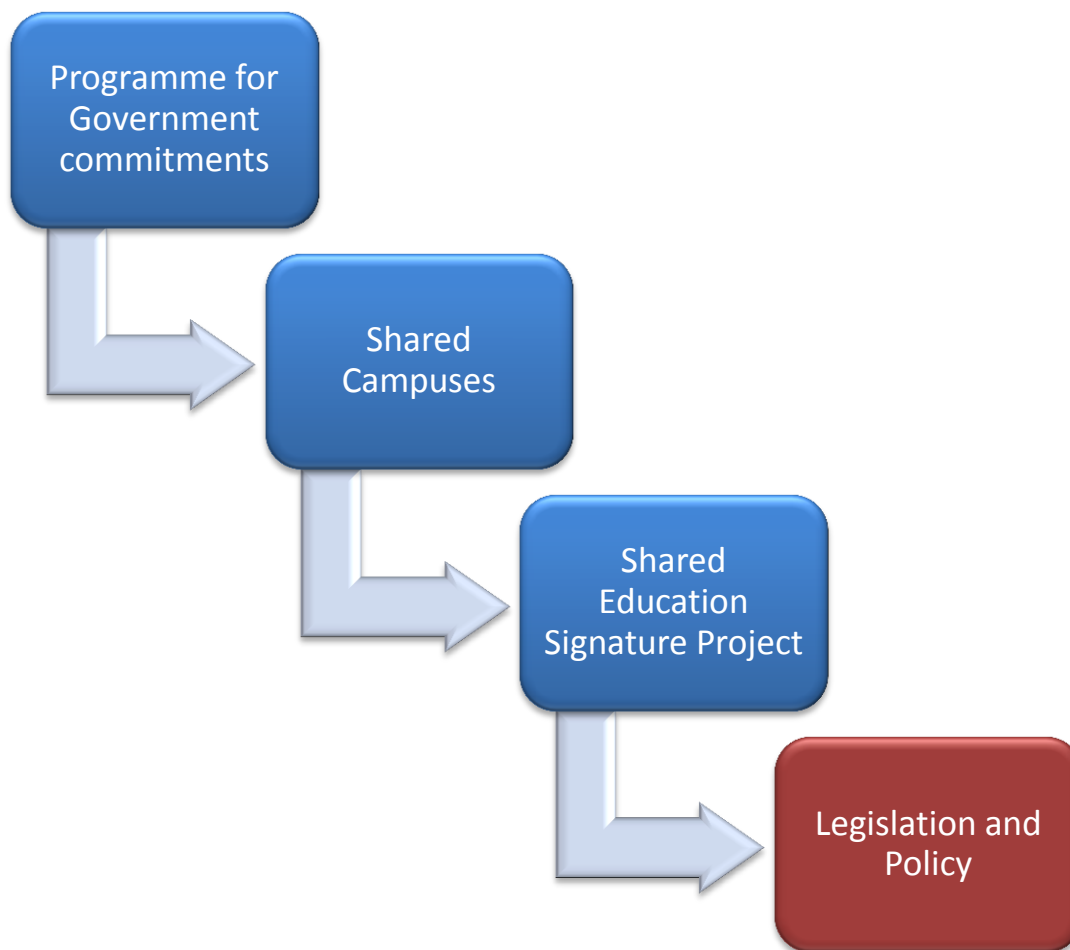 Programme for
Government
commitments
Shared
Campuses
Shared
Education
Signature Project
Legislation and
Policy